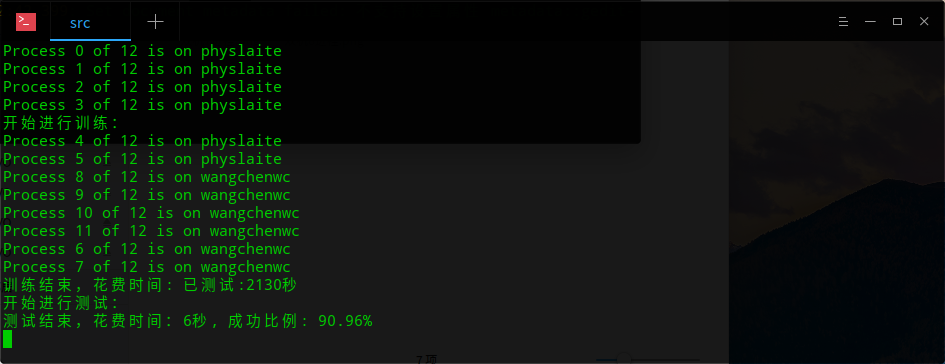 src
Process 0 of 12 is on physlaite
Process 1 of 12 is on physlaite
Process 2 of 12 is on physlaite
Process 3 of 12 is on physlaite
开始进行训练：
Process 4 of 12 is on physlaite
Process 5 of 12 is on physlaite
Process 8 of 12 is on wangchenwc
Process 9 of 12 is on wangchenwc
Process 10 of 12 is on wangchenwc
Process 11 of 12 is on wangchenwc
Process 6 of 12 is on wangchenwc
Process 7 of 12 is on wangchenwc
训练结束，花费时间：已测试:2130秒
开始进行测试：
测试结束，花费时间：6秒，成功比例：90.96%
7 项